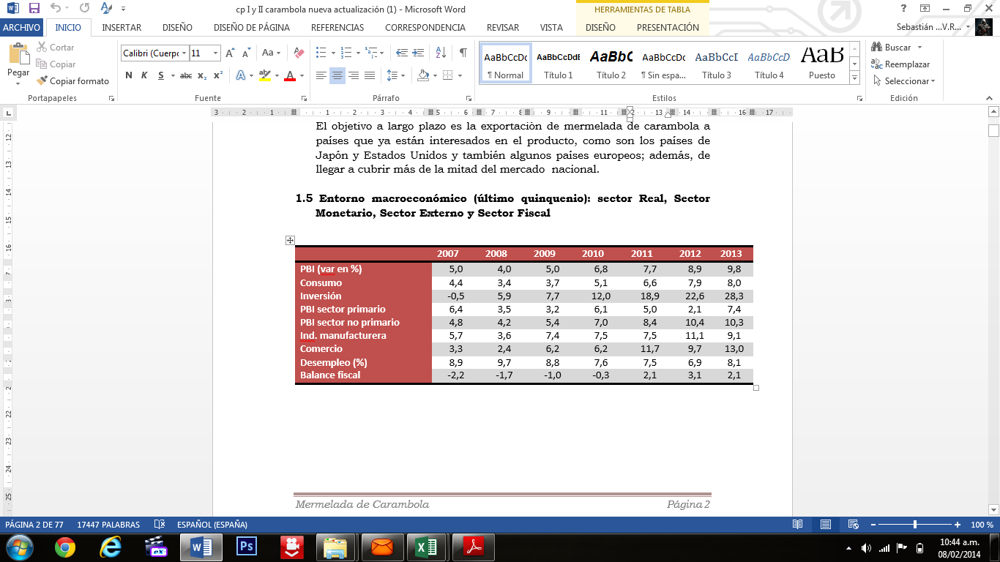 cp I y II carambola nueva actualización (1) - Microsoft Word
HERRAMIENTAS DE TABLA
ARCHIVO INICIO INSERTAR DISEÑO DISEÑO DE PÁGINA REFERENCIAS CORRESPONDENCIA REVISAR VISTA DISEÑO PRESENTACIÓN
Sebastián ...V.R...
Pegar
Cortar
Copiar
Copiar formato
Portapapeles
Calibri (Cuerp 11
N K S abc x₂ x²
Fuente
Párrafo
AaBbCcDc AaBbCcDdE AaBbC AaBbCcDc AaBbCcI AaBbCcD AaB
¶ Normal Título 1 Título 2 ¶ Sin espa... Título 3 Título 4 Puesto
Estilos
Buscar
Reemplazar
Seleccionar
Edición
El objetivo a largo plazo es la exportación de mermelada de carambola a
países que ya están interesados en el producto, como son los países de
Japón y Estados Unidos y también algunos países europeos; además, de
llegar a cubrir más de la mitad del mercado nacional.
1.5 Entorno macroeconómico (último quinquenio): sector Real, Sector
Monetario, Sector Externo y Sector Fiscal
2007 2008 2009 2010 2011 2012 2013
PBI (var en %) 5,0 4,0 5,0 6,8 7,7 8,9 9,8
Consumo 4,4 3,4 3,7 5,1 6,6 7,9 8,0
Inversión -0,5 5,9 7,7 12,0 18,9 22,6 28,3
PBI sector primario 6,4 3,5 3,2 6,1 5,0 2,1 7,4
PBI sector no primario 4,8 4,2 5,4 7,0 8,4 10,4 10,3
Ind. manufacturera 5,7 3,6 7,4 7,5 7,5 11,1 9,1
Comercio 3,3 2,4 6,2 6,2 11,7 9,7 13,0
Desempleo (%) 8,9 9,7 8,8 7,6 7,5 6,9 8,1
Balance fiscal -2,2 -1,7 -1,0 -0,3 2,1 3,1 2,1
Mermelada de Carambola Página 2
PÁGINA 2 DE 77 17447 PALABRAS ESPAÑOL (ESPAÑA) 100 %
10:44 a.m.
08/02/2014